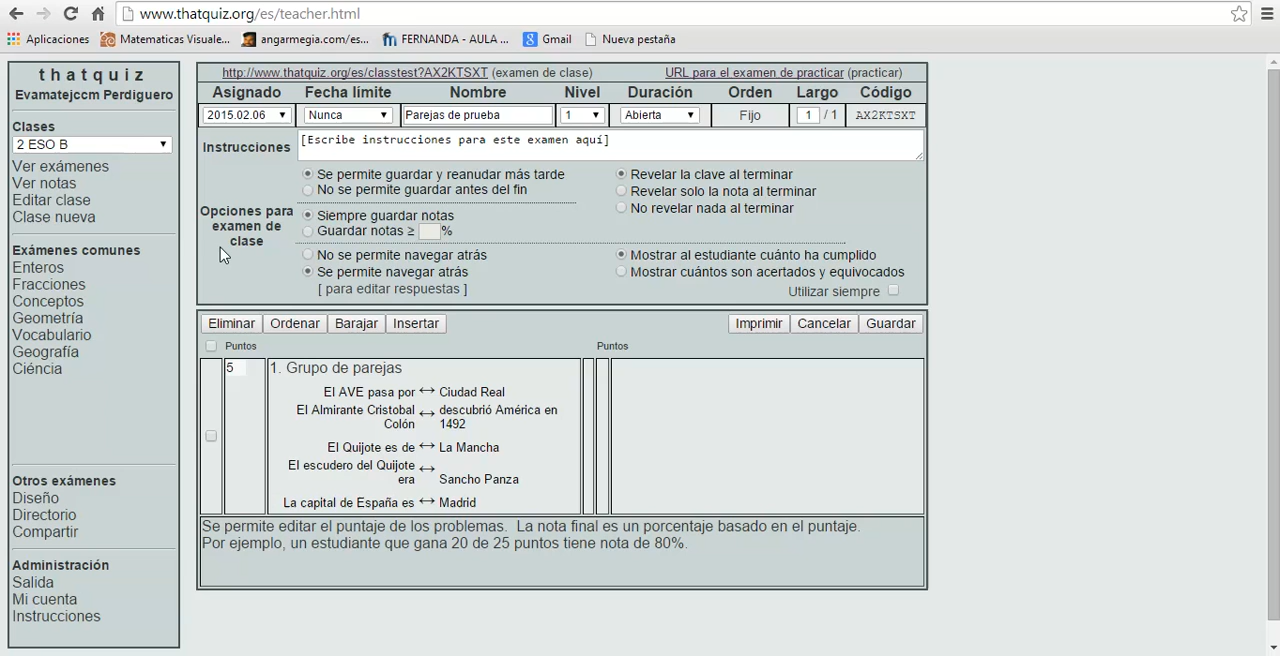 www.thatquiz.org/es/teacher.html
Aplicaciones Matematicas Visuale... angarmegia.com/es... FERNANDA - AULA ... Gmail Nueva pestaña
thatquiz
Evamatejccm Perdiguero
Clases
2 ESO B
Ver exámenes
Ver notas
Editar clase
Clase nueva
Exámenes comunes
Enteros
Fracciones
Conceptos
Geometría
Vocabulario
Geografía
Ciéncia
Otros exámenes
Diseño
Directorio
Compartir
Administración
Salida
Mi cuenta
Instrucciones
http://www.thatquiz.org/es/classtest?AX2KTSXT (examen de clase) URL para el examen de practicar (practicar)
Asignado Fecha límite Nombre Nivel Duración Orden Largo Código
2015.02.06 Nunca Parejas de prueba 1 Abierta Fijo 1 / 1 AX2KTSXT
Instrucciones [Escribe instrucciones para este examen aquí]
Opciones para
examen de
clase
Se permite guardar y reanudar más tarde Revelar la clave al terminar
No se permite guardar antes del fin Revelar solo la nota al terminar
No revelar nada al terminar
Siempre guardar notas
Guardar notas ≥ %
No se permite navegar atrás Mostrar al estudiante cuánto ha cumplido
Se permite navegar atrás Mostrar cuántos son acertados y equivocados
[ para editar respuestas ] Utilizar siempre
Eliminar Ordenar Barajar Insertar Imprimir Cancelar Guardar
Puntos Puntos
5 1. Grupo de parejas
El AVE pasa por ↔ Ciudad Real
El Almirante Cristobal
Colón ↔ descubrió América en
1492
El Quijote es de ↔ La Mancha
El escudero del Quijote
era ↔ Sancho Panza
La capital de España es ↔ Madrid
Se permite editar el puntaje de los problemas. La nota final es un porcentaje basado en el puntaje.
Por ejemplo, un estudiante que gana 20 de 25 puntos tiene nota de 80%.